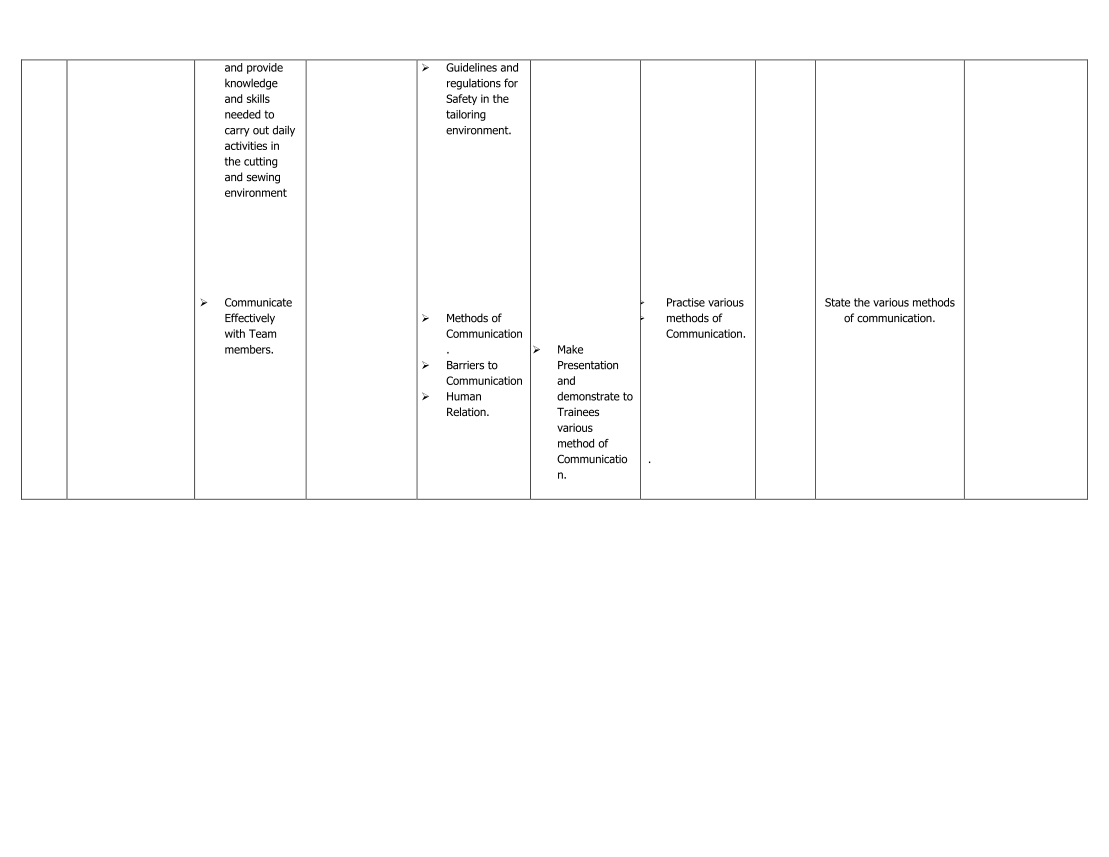 and provide
knowledge
and skills
needed to
carry out daily
activities in
the cutting
and sewing
environment
➢ Communicate
Effectively
with Team
members.
➢ Guidelines and
regulations for
Safety in the
tailoring
environment.
➢ Methods of
Communication
.
➢ Barriers to
Communication
➢ Human
Relation.
➢ Make
Presentation
and
demonstrate to
Trainees
various
method of
Communicatio
n.
➢ Practise various
➢ methods of
Communication.
.
State the various methods
of communication.